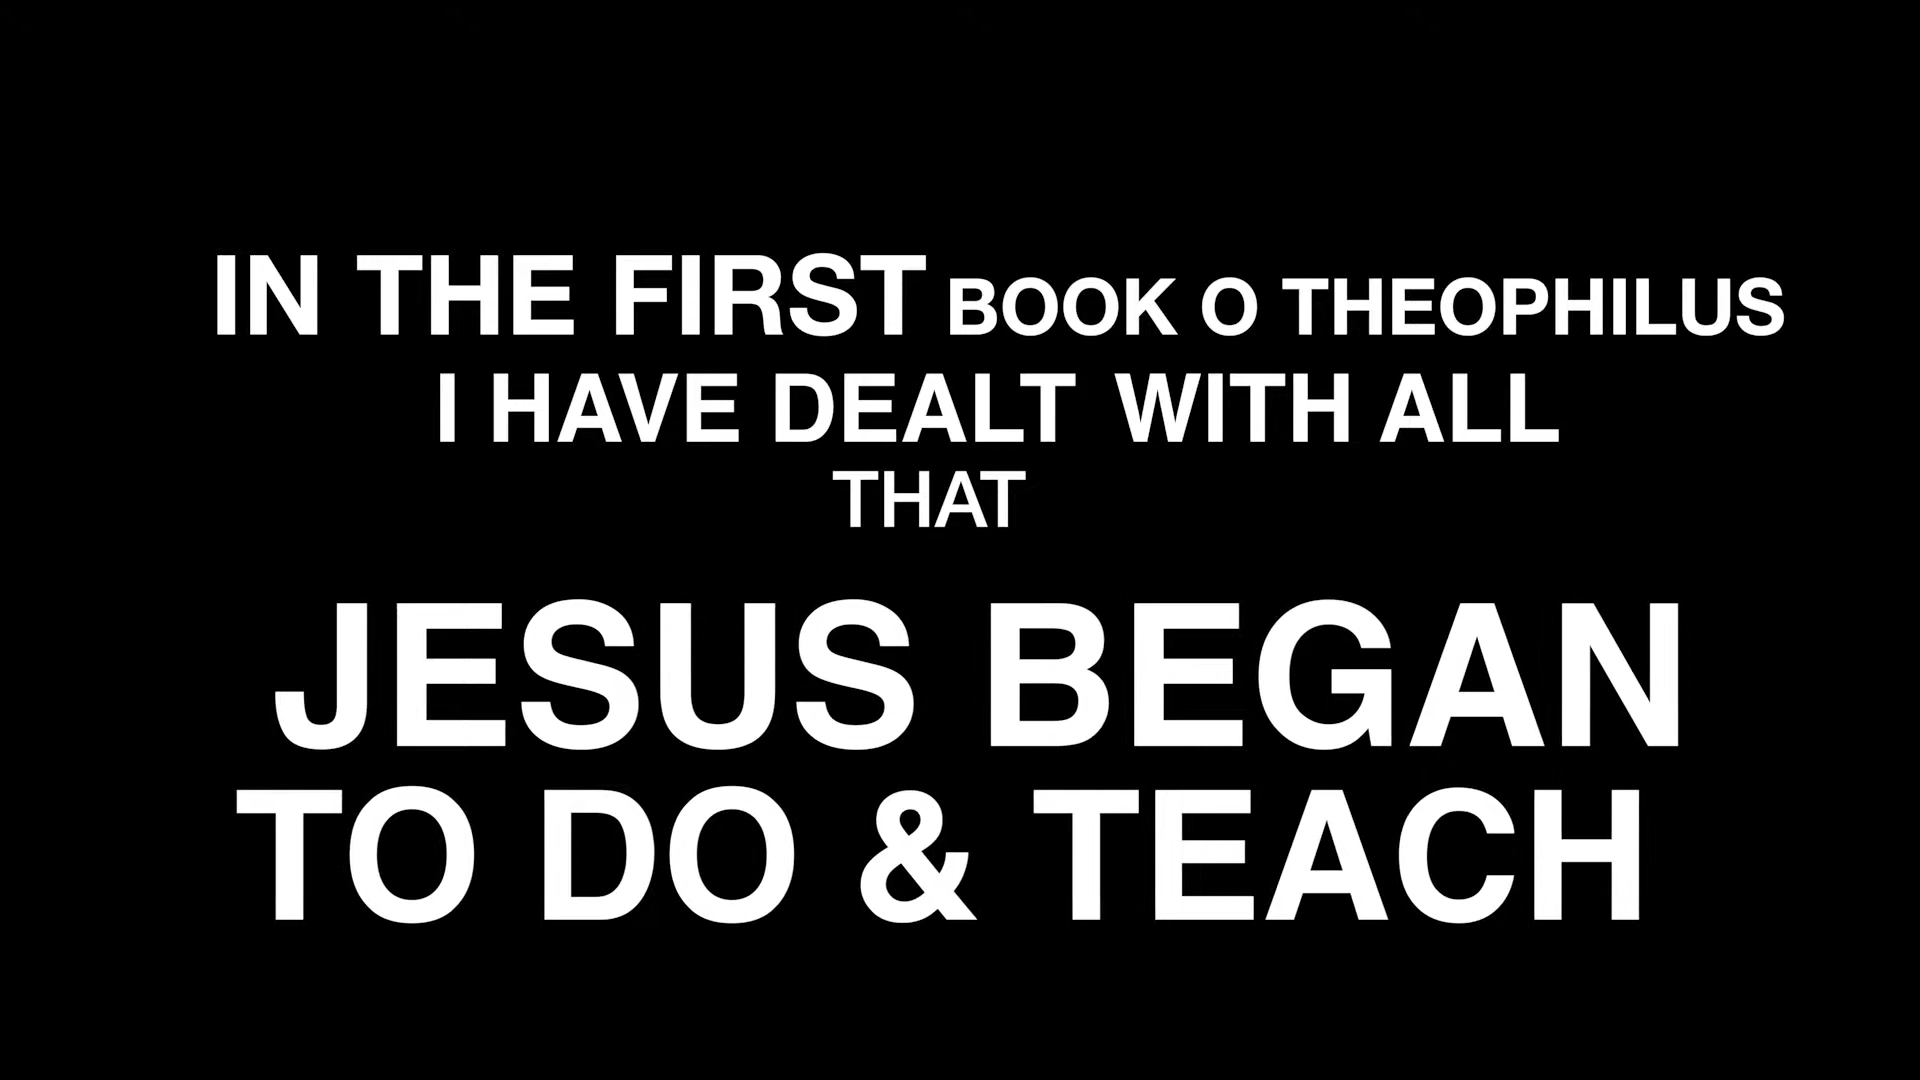 IN THE FIRST BOOK O THEOPHILUS
I HAVE DEALT WITH ALL
THAT
JESUS BEGAN
TO DO & TEACH